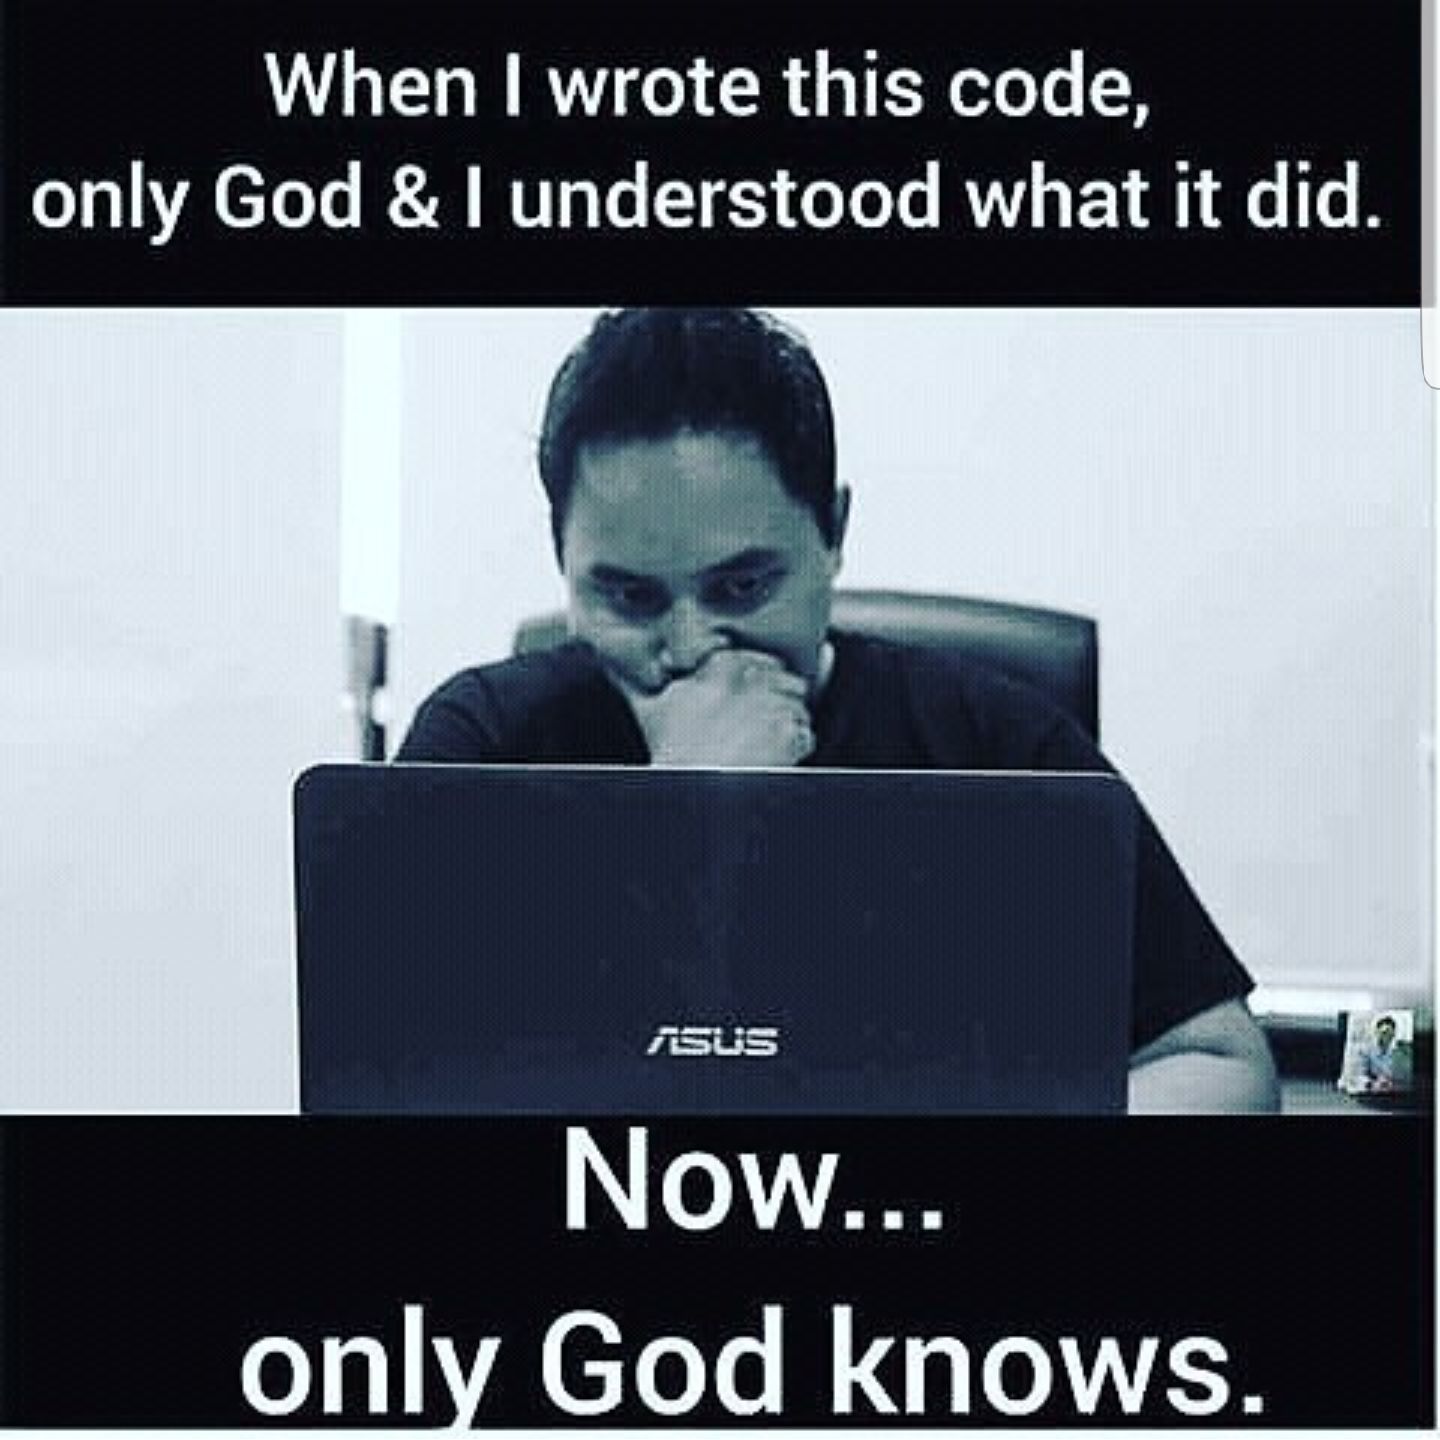 When I wrote this code,
only God & I understood what it did.
ASUS
Now...
only God knows.